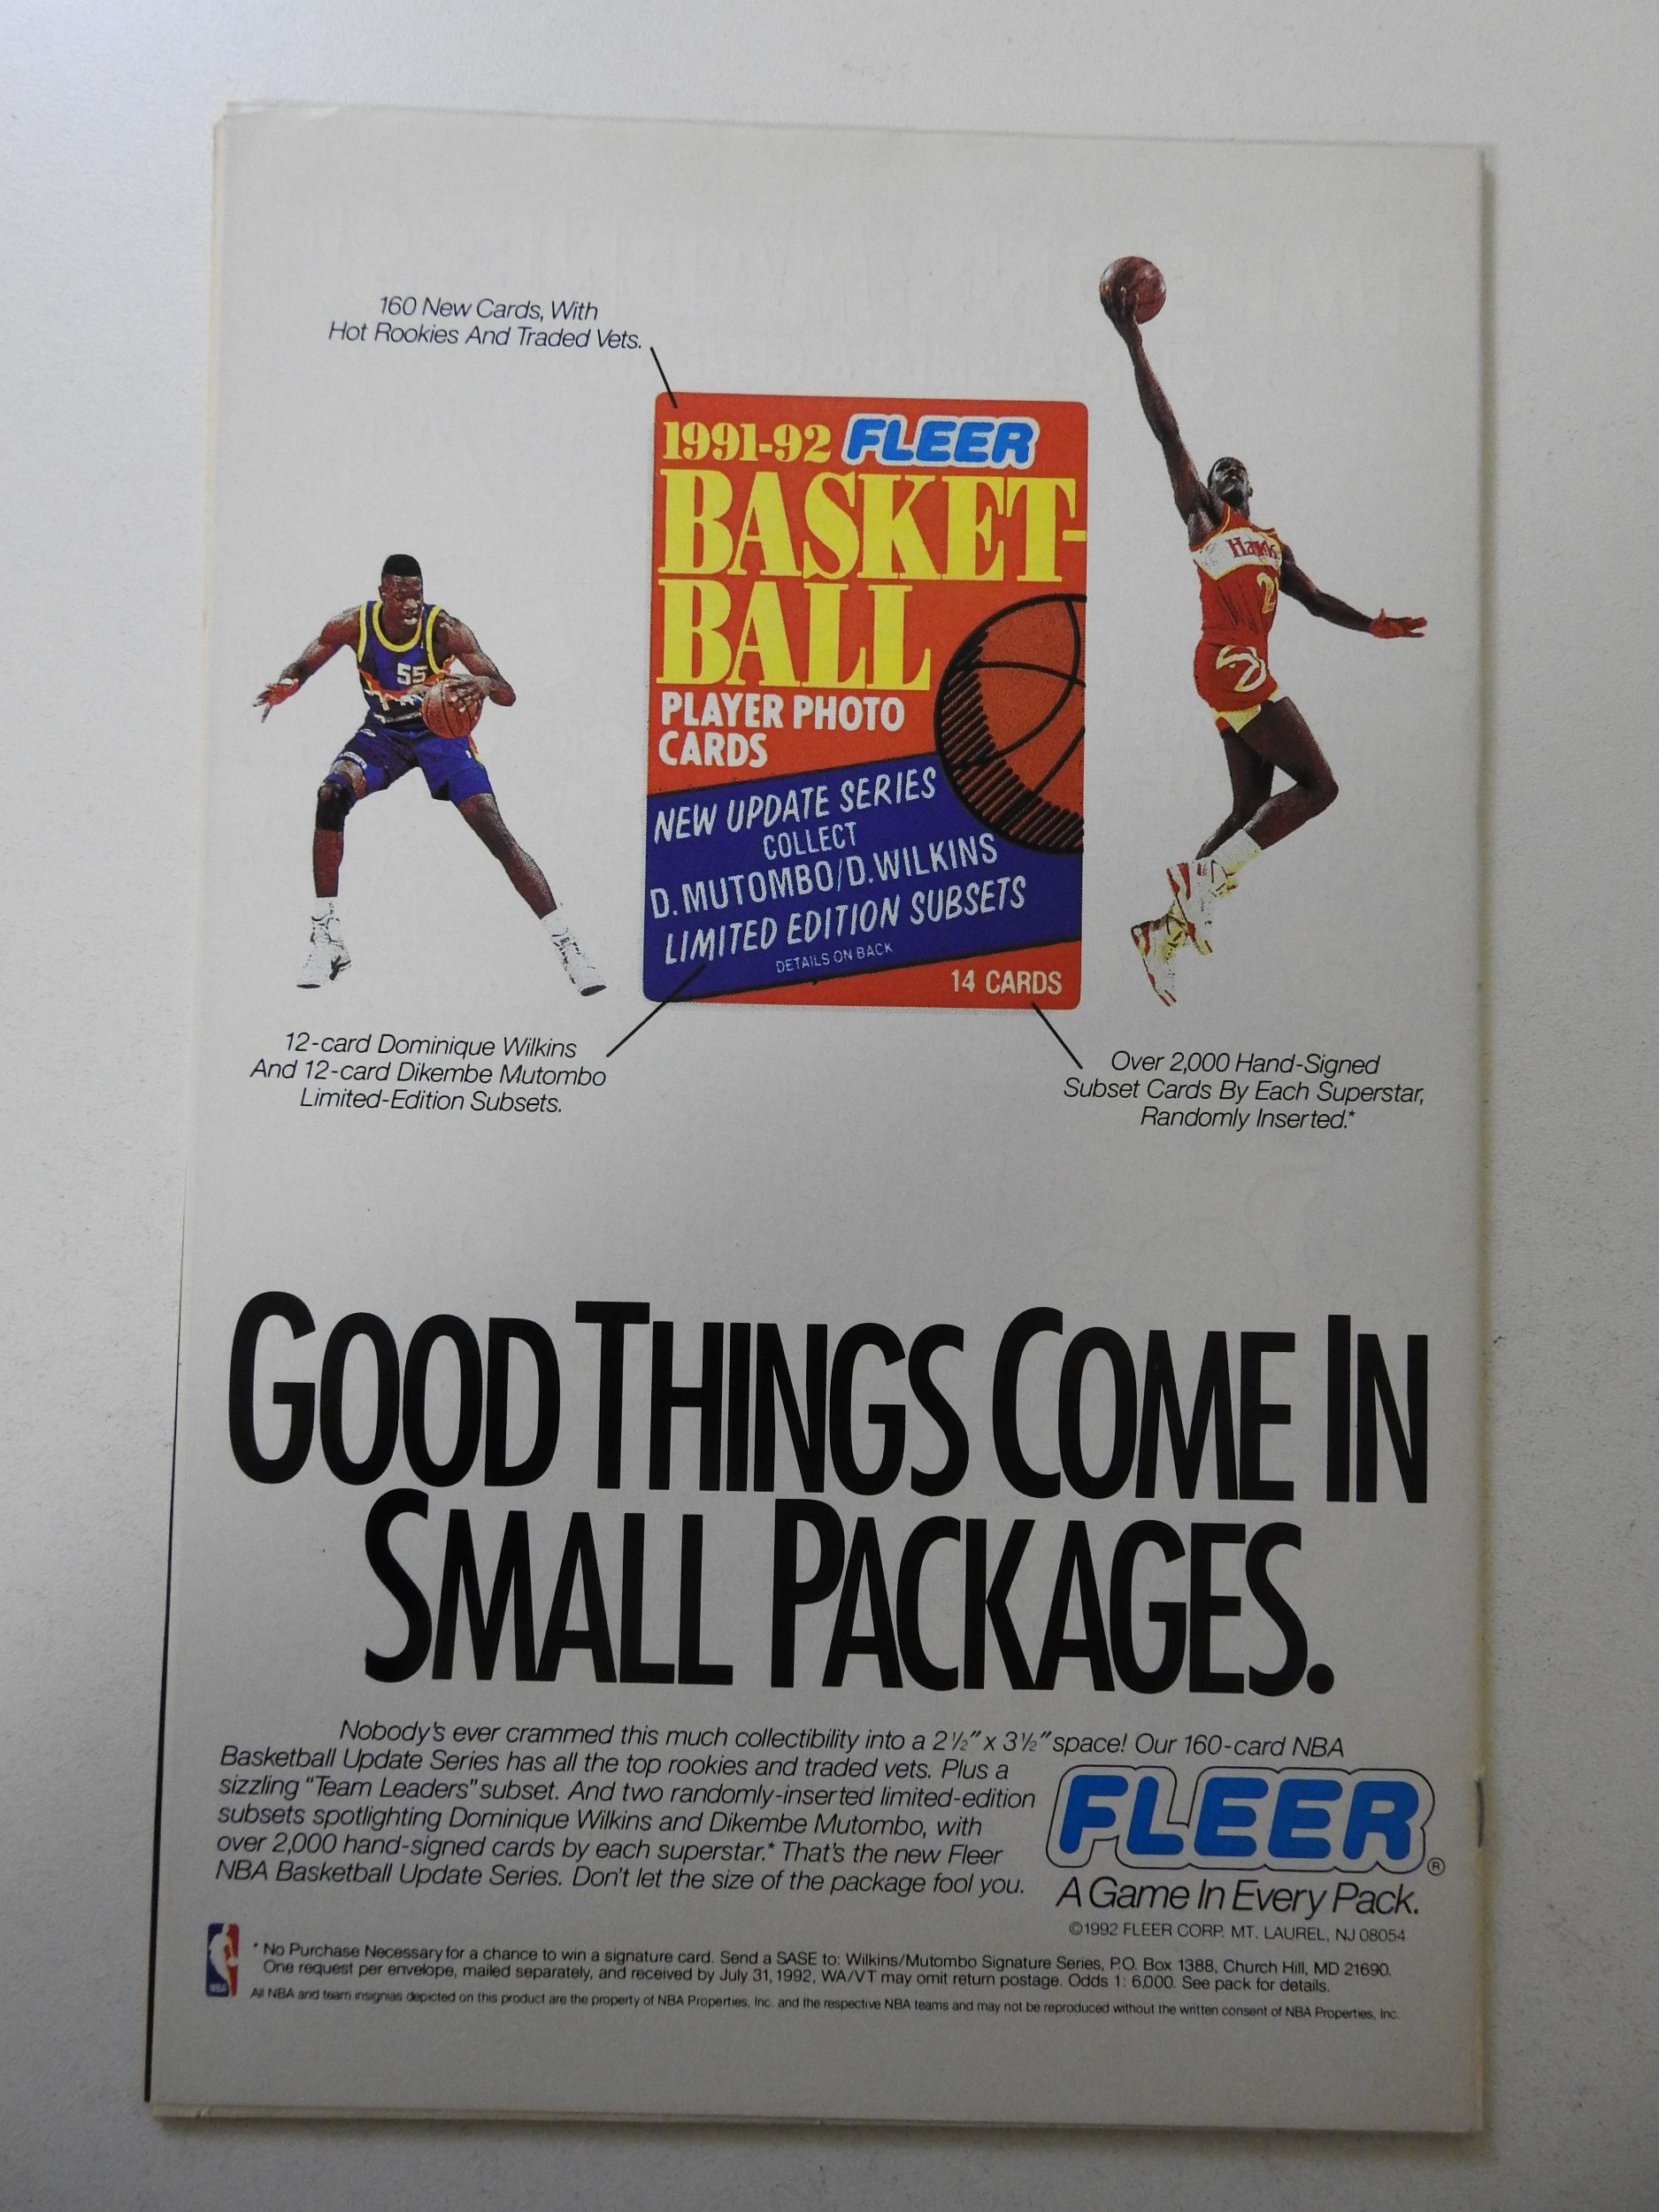 160 New Cards, With
Hot Rookies And Traded Vets.
1991-92 FLEER
BASKET-
BALL
PLAYER PHOTO
CARDS
NEW UPDATE SERIES
COLLECT
D. MUTOMBO/D. WILKINS
LIMITED EDITION SUBSETS
DETAILS ON BACK
14 CARDS
55
Hawks
2
12-card Dominique Wilkins
And 12-card Dikembe Mutombo
Limited-Edition Subsets.
Over 2,000 Hand-Signed
Subset Cards By Each Superstar,
Randomly Inserted.*
GOOD THINGS COME IN
SMALL PACKAGES.
Nobody's ever crammed this much collectibility into a 2½" x 3½" space! Our 160-card NBA
Basketball Update Series has all the top rookies and traded vets. Plus a
sizzling "Team Leaders" subset. And two randomly-inserted limited-edition
subsets spotlighting Dominique Wilkins and Dikembe Mutombo, with
over 2,000 hand-signed cards by each superstar.* That's the new Fleer
NBA Basketball Update Series. Don't let the size of the package fool you.
FLEER®
A Game In Every Pack.
©1992 FLEER CORP. MT. LAUREL, NJ 08054
NBA
* No Purchase Necessary for a chance to win a signature card. Send a SASE to: Wilkins/Mutombo Signature Series, P.O. Box 1388, Church Hill, MD 21690.
One request per envelope, mailed separately, and received by July 31, 1992, WA/VT may omit return postage. Odds 1: 6,000. See pack for details.
All NBA and team insignias depicted on this product are the property of NBA Properties, Inc. and the respective NBA teams and may not be reproduced without the written consent of NBA Properties, Inc.